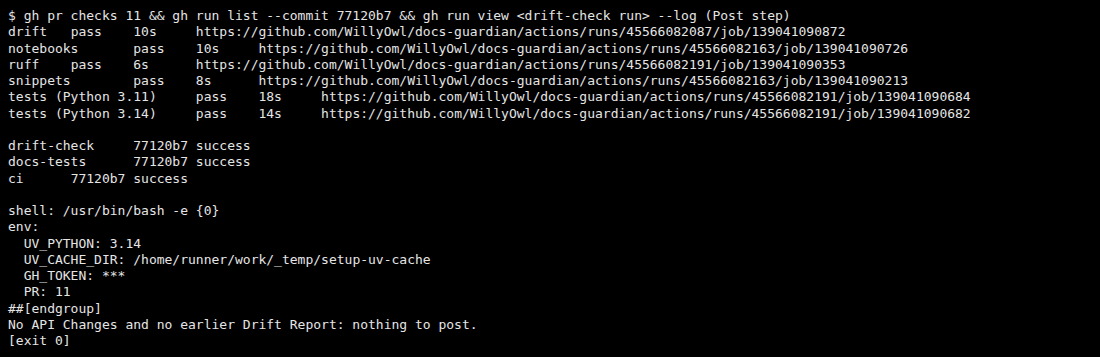 $ gh pr checks 11 && gh run list --commit 77120b7 && gh run view <drift-check run> --log (Post step)
drift	pass	10s	https://github.com/WillyOwl/docs-guardian/actions/runs/45566082087/job/139041090872
notebooks	pass	10s	https://github.com/WillyOwl/docs-guardian/actions/runs/45566082163/job/139041090726
ruff	pass	6s	https://github.com/WillyOwl/docs-guardian/actions/runs/45566082191/job/139041090353
snippets	pass	8s	https://github.com/WillyOwl/docs-guardian/actions/runs/45566082163/job/139041090213
tests (Python 3.11)	pass	18s	https://github.com/WillyOwl/docs-guardian/actions/runs/45566082191/job/139041090684
tests (Python 3.14)	pass	14s	https://github.com/WillyOwl/docs-guardian/actions/runs/45566082191/job/139041090682

drift-check	77120b7 success
docs-tests	77120b7 success
ci	77120b7 success

shell: /usr/bin/bash -e {0}
env:
  UV_PYTHON: 3.14
  UV_CACHE_DIR: /home/runner/work/_temp/setup-uv-cache
  GH_TOKEN: ***
  PR: 11
##[endgroup]
No API Changes and no earlier Drift Report: nothing to post.
[exit 0]